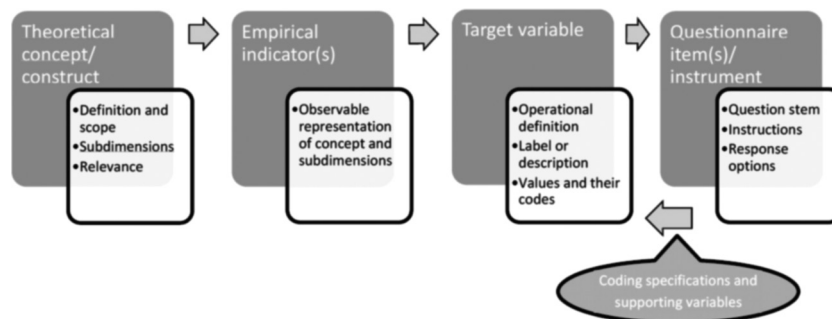 Theoretical
concept/
construct
•Definition and
scope
•Subdimensions
•Relevance
Empirical
indicator(s)
•Observable
representation
of concept and
subdimensions
Target variable
•Operational
definition
•Label or
description
•Values and their
codes
Questionnaire
item(s)/
instrument
•Question stem
•Instructions
•Response
options
Coding specifications and
supporting variables